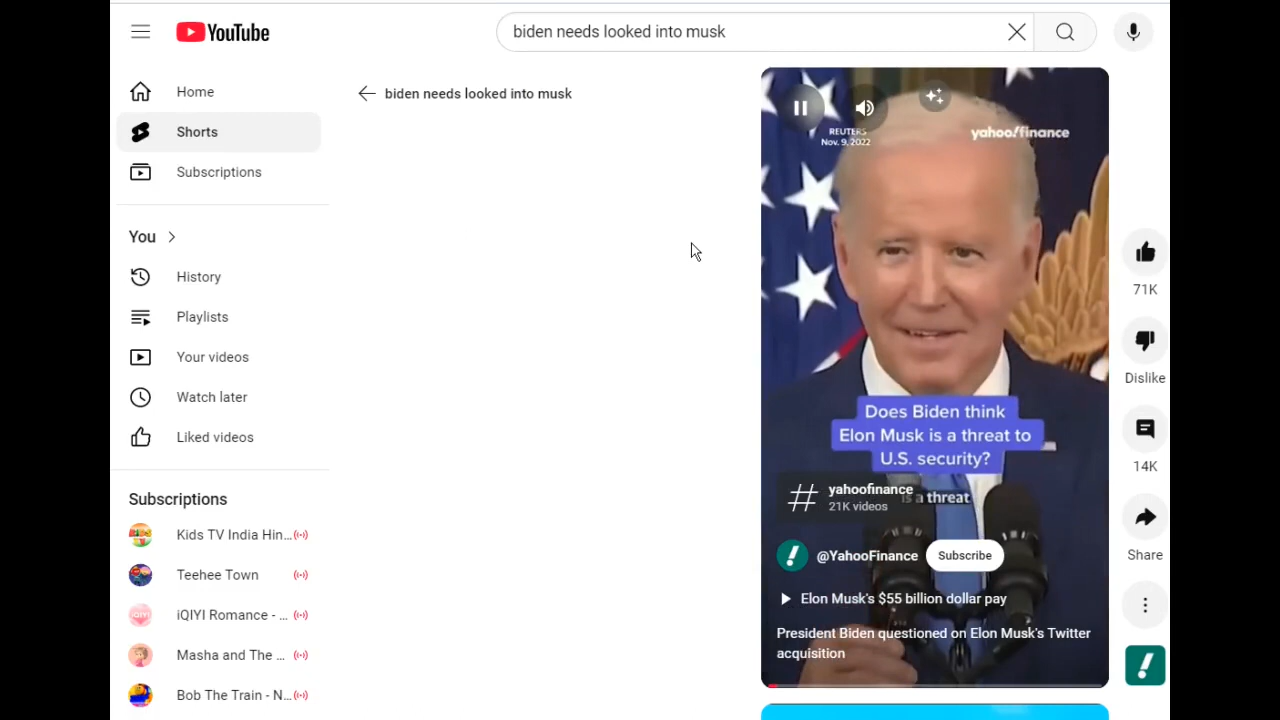 YouTube
biden needs looked into musk
Home
Shorts
Subscriptions
You
History
Playlists
Your videos
Watch later
Liked videos
Subscriptions
Kids TV India Hin...
Teehee Town
iQIYI Romance - ...
Masha and The ...
Bob The Train - N...
biden needs looked into musk
REUTERS
Nov. 9, 2022
yahoo!finance
Does Biden think
Elon Musk is a threat to
U.S. security?
is a threat
yahoofinance
21K videos
@YahooFinance
Subscribe
Elon Musk's $55 billion dollar pay
President Biden questioned on Elon Musk's Twitter
acquisition
71K
Dislike
14K
Share